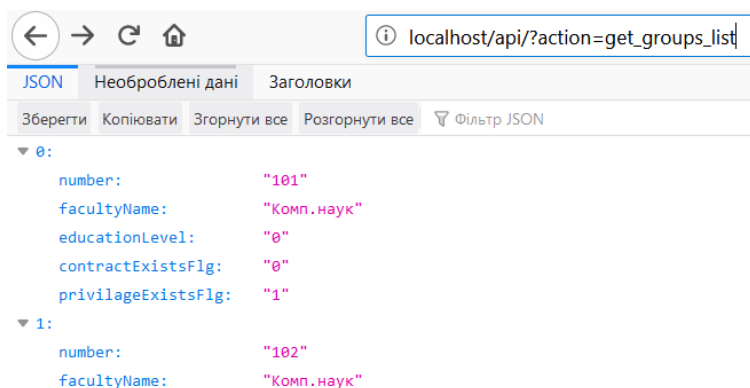 localhost/api/?action=get_groups_list
JSON Необроблені дані Заголовки
Зберегти Копіювати Згорнути все Розгорнути все Фільтр JSON
0:
number: "101"
facultyName: "Комп.наук"
educationLevel: "0"
contractExistsFlg: "0"
privilageExistsFlg: "1"
1:
number: "102"
facultyName: "Комп.наук"